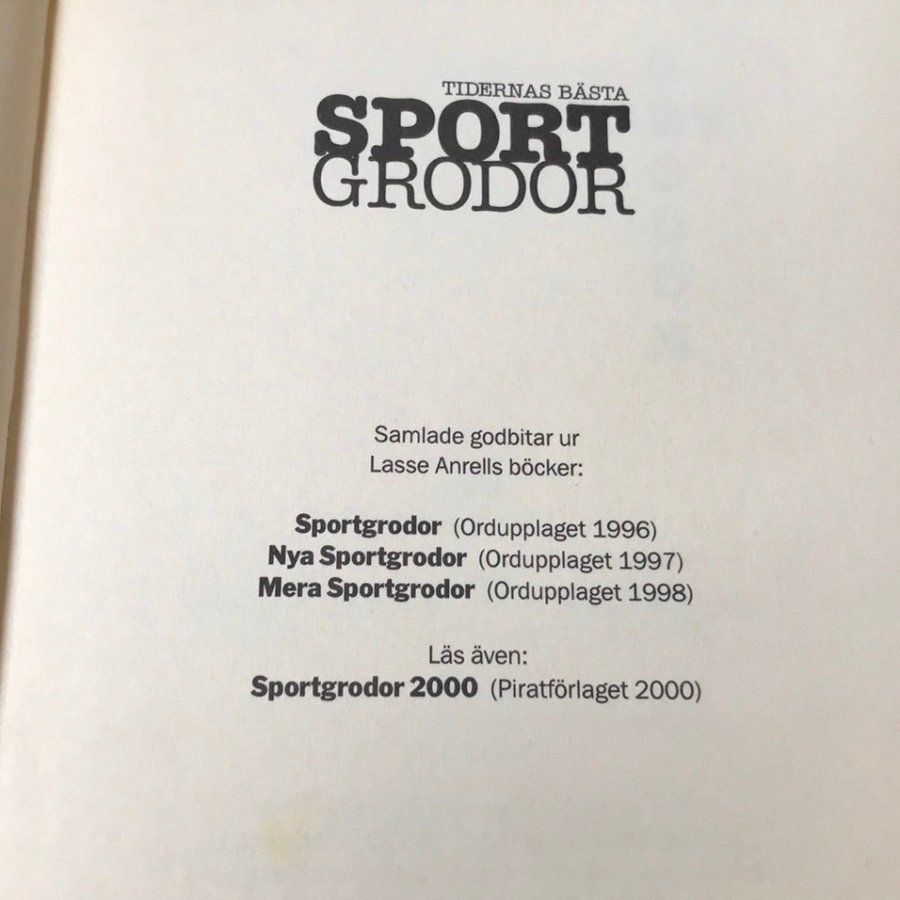 TIDERNAS BÄSTA
SPORT
GRODOR
Samlade godbitar ur
Lasse Anrells böcker:
Sportgrodor (Ordupplaget 1996)
Nya Sportgrodor (Ordupplaget 1997)
Mera Sportgrodor (Ordupplaget 1998)
Läs även:
Sportgrodor 2000 (Piratförlaget 2000)